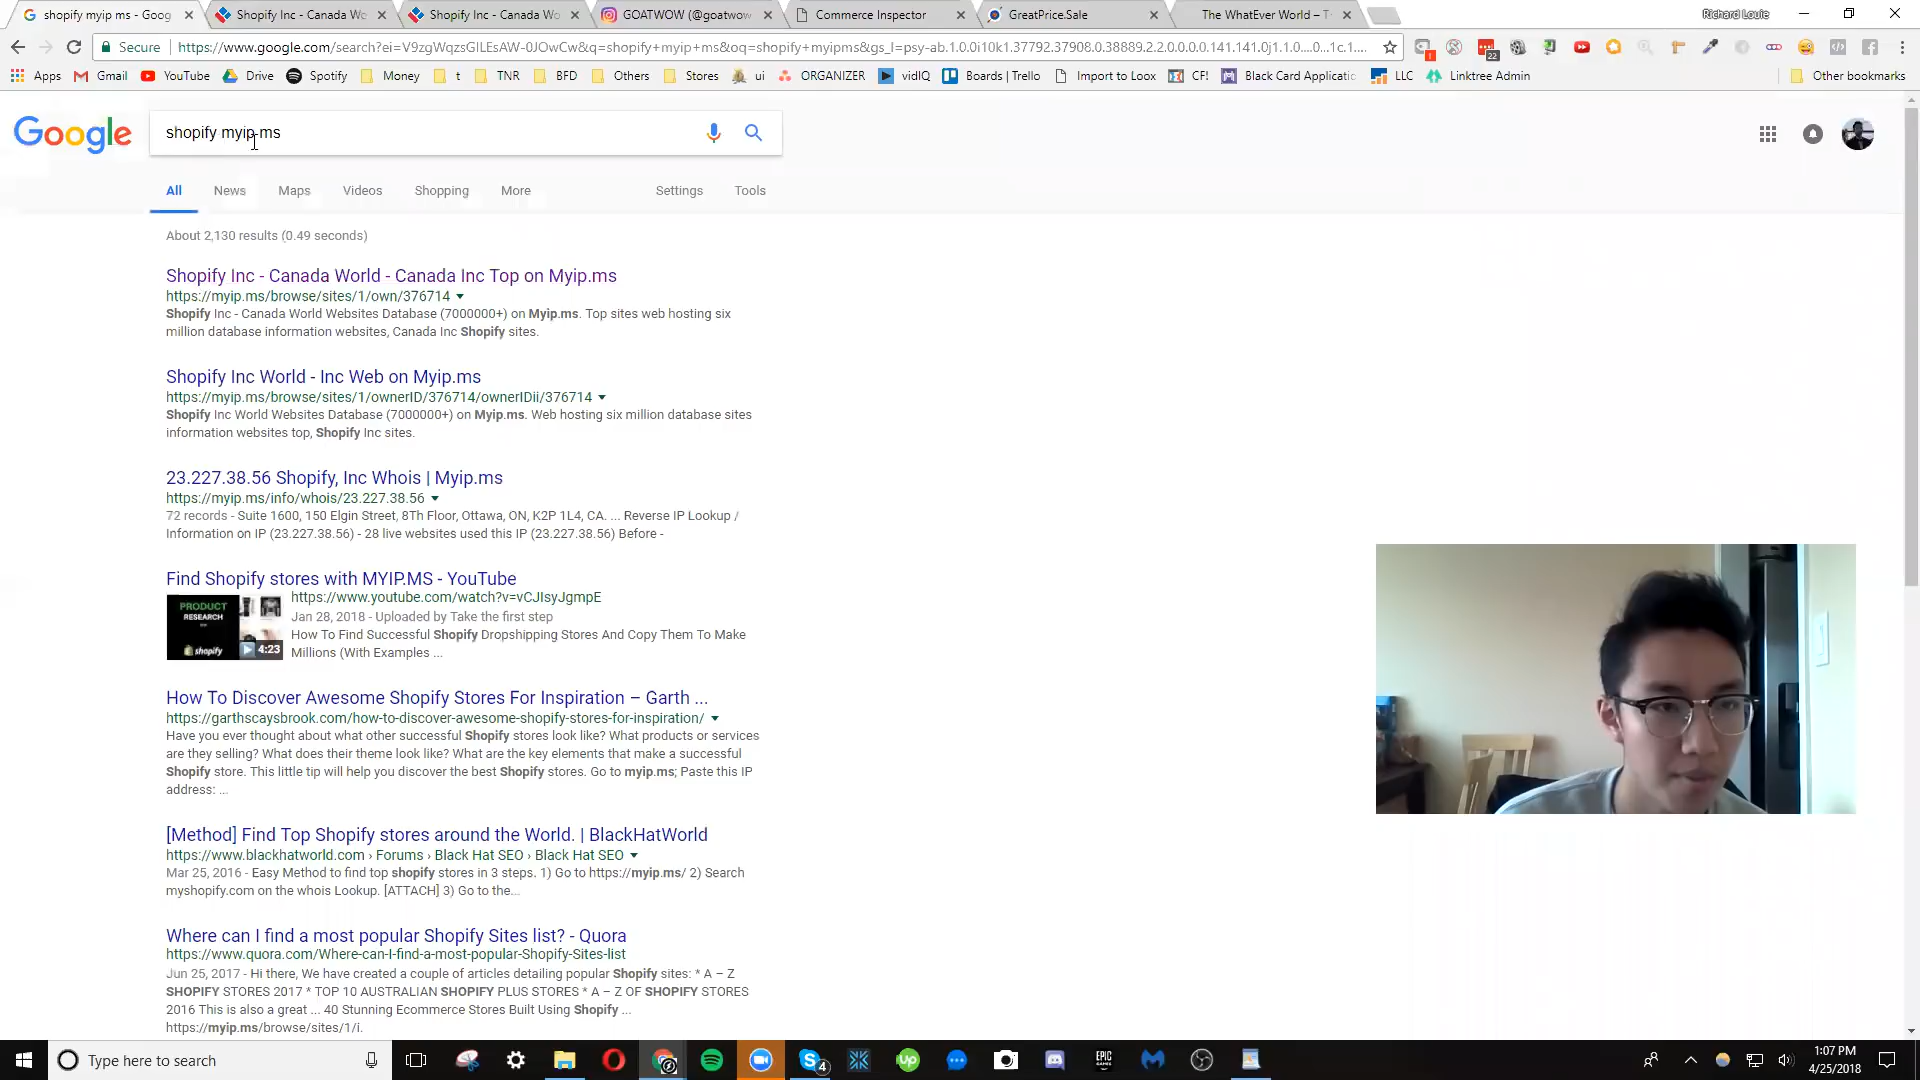 shopify myip ms - Goog
Shopify Inc - Canada Wo
Shopify Inc - Canada Wo
GOATWOW (@goatwow
Commerce Inspector
GreatPrice.Sale
The WhatEver World – T
Richard Louie
Secure
https://www.google.com/search?ei=V9zgWqzsGILEsAW-0JOwCw&q=shopify+myip+ms&oq=shopify+myipms&gs_l=psy-ab.1.0.0i10k1.37792.37908.0.38889.2.2.0.0.0.0.141.141.0j1.1.0....0...1c.1....
22
Apps
Gmail
YouTube
Drive
Spotify
Money
t
TNR
BFD
Others
Stores
ui
ORGANIZER
vidIQ
Boards | Trello
Import to Loox
CF!
Black Card Applicatio
LLC
Linktree Admin
Other bookmarks
Google
shopify myip ms
All
News
Maps
Videos
Shopping
More
Settings
Tools
About 2,130 results (0.49 seconds)
Shopify Inc - Canada World - Canada Inc Top on Myip.ms
https://myip.ms/browse/sites/1/own/376714
Shopify Inc - Canada World Websites Database (7000000+) on Myip.ms. Top sites web hosting six
million database information websites, Canada Inc Shopify sites.
Shopify Inc World - Inc Web on Myip.ms
https://myip.ms/browse/sites/1/ownerID/376714/ownerIDii/376714
Shopify Inc World Websites Database (7000000+) on Myip.ms. Web hosting six million database sites
information websites top, Shopify Inc sites.
23.227.38.56 Shopify, Inc Whois | Myip.ms
https://myip.ms/info/whois/23.227.38.56
72 records - Suite 1600, 150 Elgin Street, 8Th Floor, Ottawa, ON, K2P 1L4, CA. ... Reverse IP Lookup /
Information on IP (23.227.38.56) - 28 live websites used this IP (23.227.38.56) Before -
Find Shopify stores with MYIP.MS - YouTube
PRODUCT
RESEARCH
shopify
4:23
https://www.youtube.com/watch?v=vCJIsyJgmpE
Jan 28, 2018 - Uploaded by Take the first step
How To Find Successful Shopify Dropshipping Stores And Copy Them To Make
Millions (With Examples ...
How To Discover Awesome Shopify Stores For Inspiration – Garth ...
https://garthscaysbrook.com/how-to-discover-awesome-shopify-stores-for-inspiration/
Have you ever thought about what other successful Shopify stores look like? What products or services
are they selling? What does their theme look like? What are the key elements that make a successful
Shopify store. This little tip will help you discover the best Shopify stores. Go to myip.ms; Paste this IP
address: ...
[Method] Find Top Shopify stores around the World. | BlackHatWorld
https://www.blackhatworld.com › Forums › Black Hat SEO › Black Hat SEO
Mar 25, 2016 - Easy Method to find top shopify stores in 3 steps. 1) Go to https://myip.ms/ 2) Search
myshopify.com on the whois Lookup. [ATTACH] 3) Go to the...
Where can I find a most popular Shopify Sites list? - Quora
https://www.quora.com/Where-can-I-find-a-most-popular-Shopify-Sites-list
Jun 25, 2017 - Hi there, We have created a couple of articles detailing popular Shopify sites: * A – Z
SHOPIFY STORES 2017 * TOP 10 AUSTRALIAN SHOPIFY PLUS STORES * A – Z OF SHOPIFY STORES
2016 This is also a great ... 40 Stunning Ecommerce Stores Built Using Shopify ...
https://myip.ms/browse/sites/1/i.
Type here to search
up
4
EPIC
GAMES
1:07 PM
4/25/2018